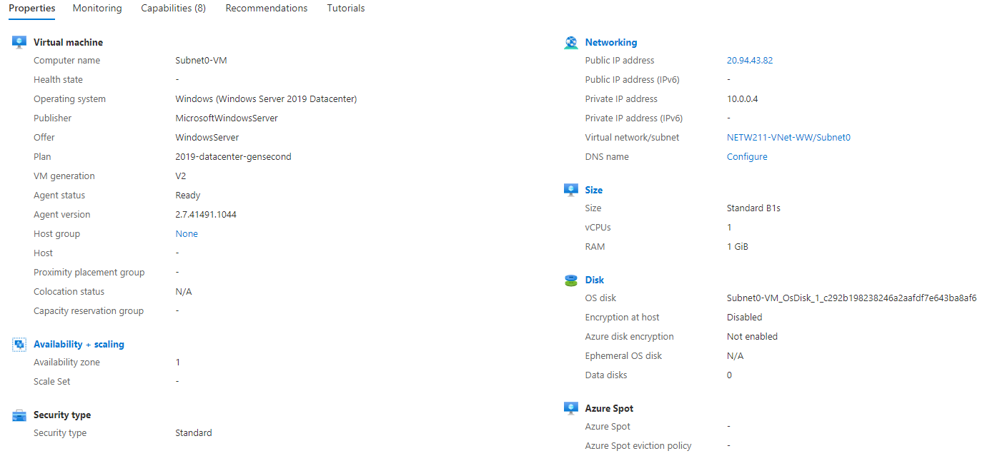 Properties Monitoring Capabilities (8) Recommendations Tutorials
Virtual machine
Computer name Subnet0-VM
Health state -
Operating system Windows (Windows Server 2019 Datacenter)
Publisher MicrosoftWindowsServer
Offer WindowsServer
Plan 2019-datacenter-gensecond
VM generation V2
Agent status Ready
Agent version 2.7.41491.1044
Host group None
Host -
Proximity placement group -
Colocation status N/A
Capacity reservation group -
Availability + scaling
Availability zone 1
Scale Set -
Security type
Security type Standard
Networking
Public IP address 20.94.43.82
Public IP address (IPv6) -
Private IP address 10.0.0.4
Private IP address (IPv6) -
Virtual network/subnet NETW211-VNet-WW/Subnet0
DNS name Configure
Size
Size Standard B1s
vCPUs 1
RAM 1 GiB
Disk
OS disk Subnet0-VM_OsDisk_1_c292b198238246a2aafdf7e643ba8af6
Encryption at host Disabled
Azure disk encryption Not enabled
Ephemeral OS disk N/A
Data disks 0
Azure Spot
Azure Spot -
Azure Spot eviction policy -